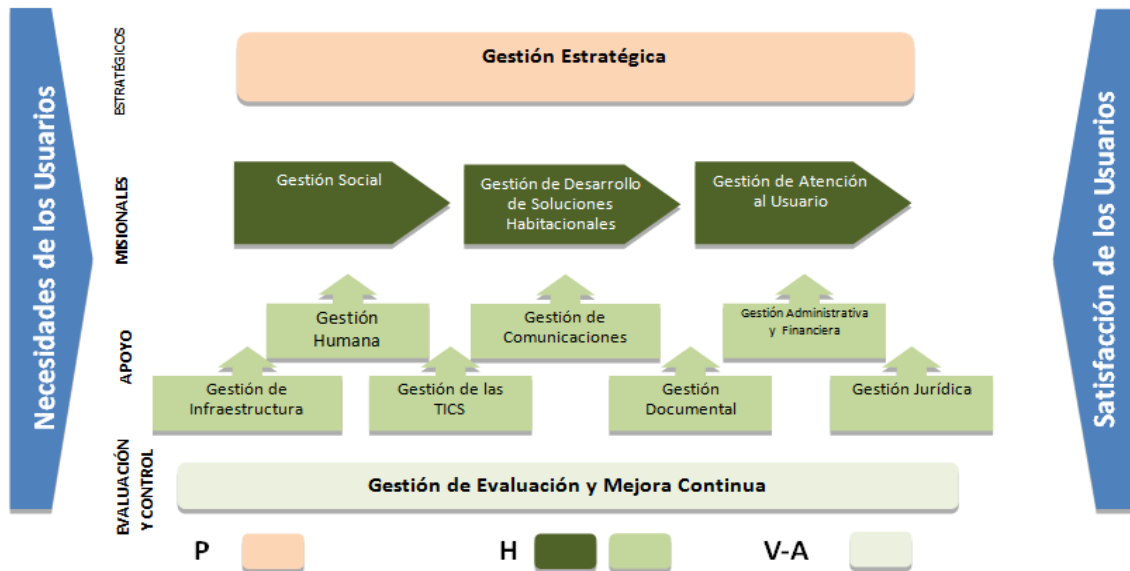 Necesidades de los Usuarios
ESTRATÉGICOS
Gestión Estratégica
MISIONALES
Gestión Social
Gestión de Desarrollo
de Soluciones
Habitacionales
Gestión de Atención
al Usuario
APOYO
Gestión
Humana
Gestión de
Comunicaciones
Gestión Administrativa
y Financiera
Gestión de
Infraestructura
Gestión de las
TICS
Gestión
Documental
Gestión Jurídica
EVALUACIÓN
Y CONTROL
Gestión de Evaluación y Mejora Continua
P
H
V-A
Satisfacción de los Usuarios